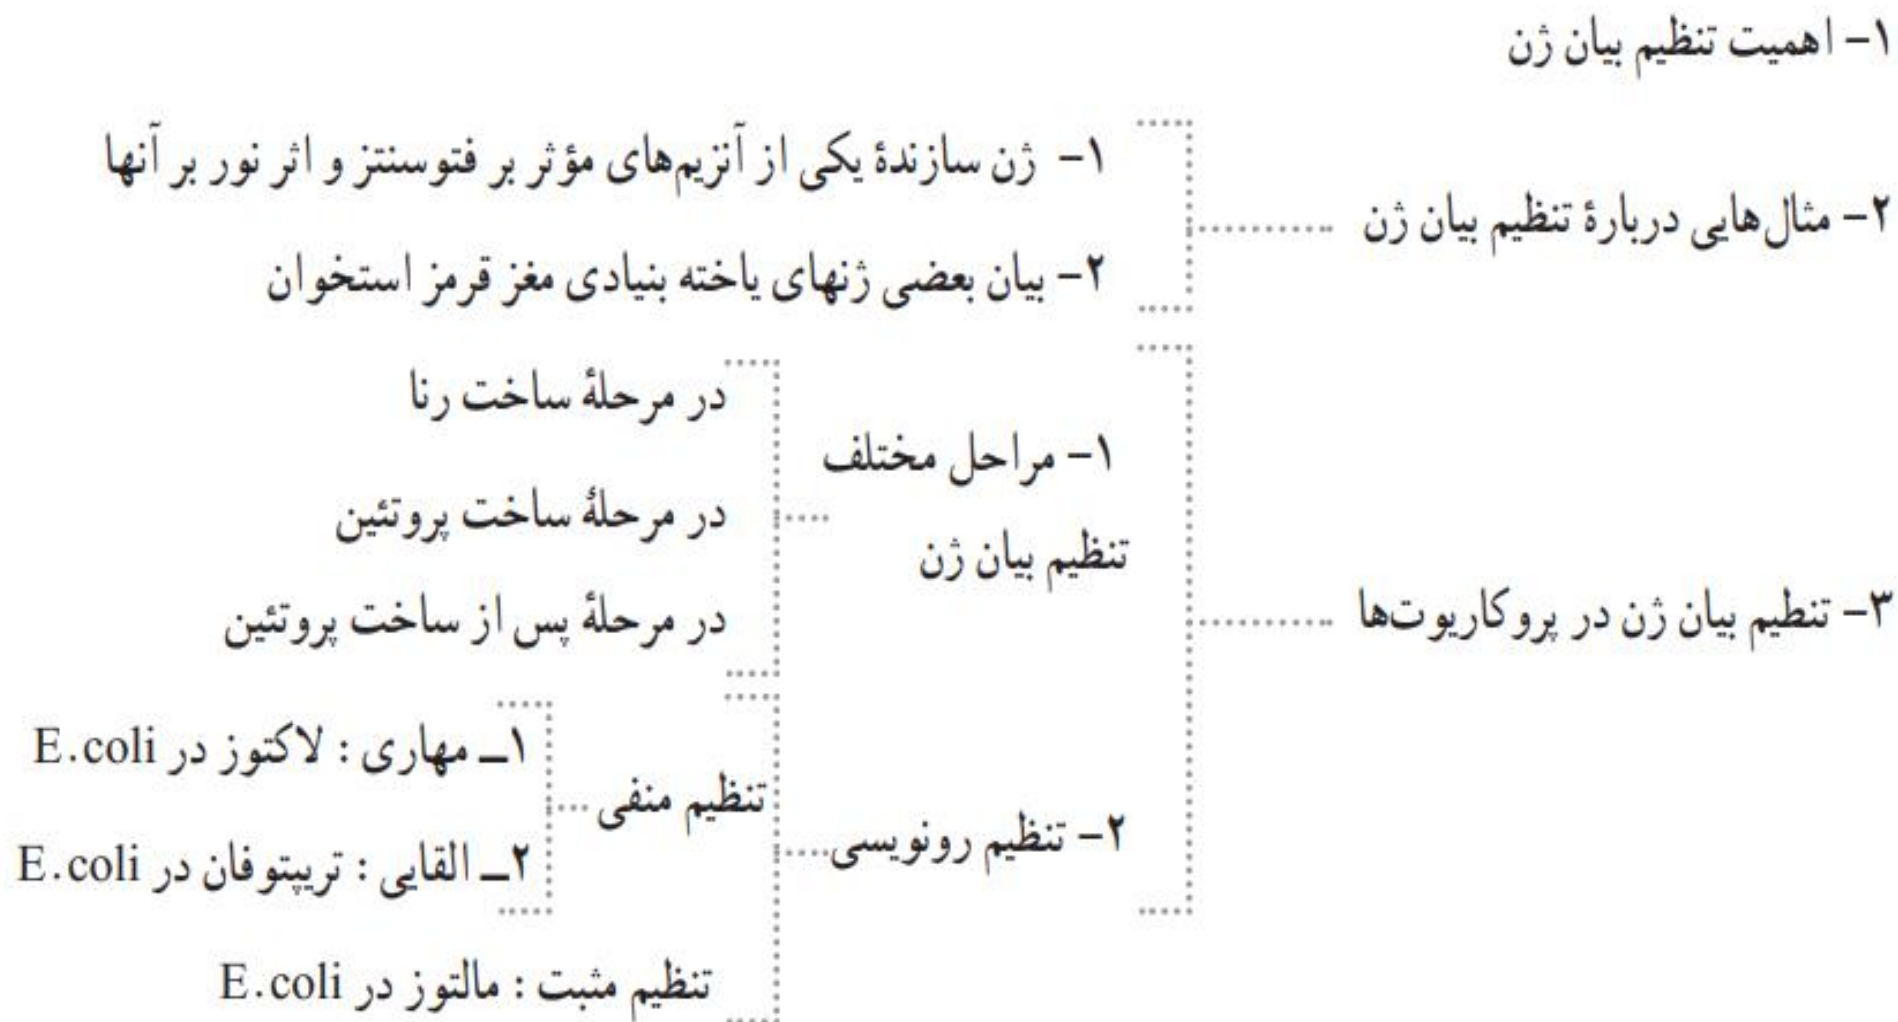 ۱- اهمیت تنظیم بیان ژن
۲- مثال‌هایی دربارهٔ تنظیم بیان ژن
۱- ژن سازندهٔ یکی از آنزیم‌های مؤثر بر فتوسنتز و اثر نور بر آنها
۲- بیان بعضی ژنهای یاخته بنیادی مغز قرمز استخوان
۳- تنطیم بیان ژن در پروکاریوت‌ها
۱- مراحل مختلف
تنظیم بیان ژن
در مرحلهٔ ساخت رنا
در مرحلهٔ ساخت پروتئین
در مرحلهٔ پس از ساخت پروتئین
۲- تنظیم رونویسی
تنظیم منفی
۱ـ مهاری : لاکتوز در E.coli
۲ـ القایی : تریپتوفان در E.coli
تنظیم مثبت : مالتوز در E.coli